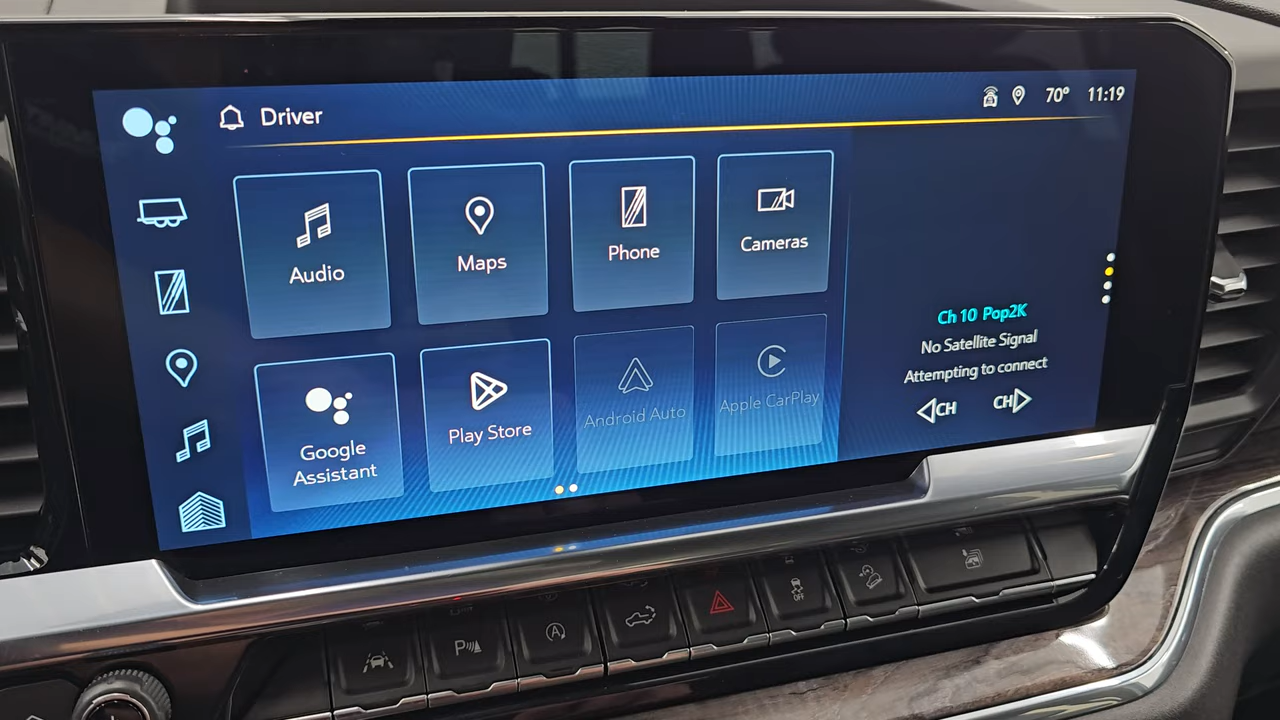 Driver
70° 11:19
Audio
Maps
Phone
Cameras
Google
Assistant
Play Store
Android Auto
Apple CarPlay
Ch 10 Pop2K
No Satellite Signal
Attempting to connect
CH
CH
P
A
OFF